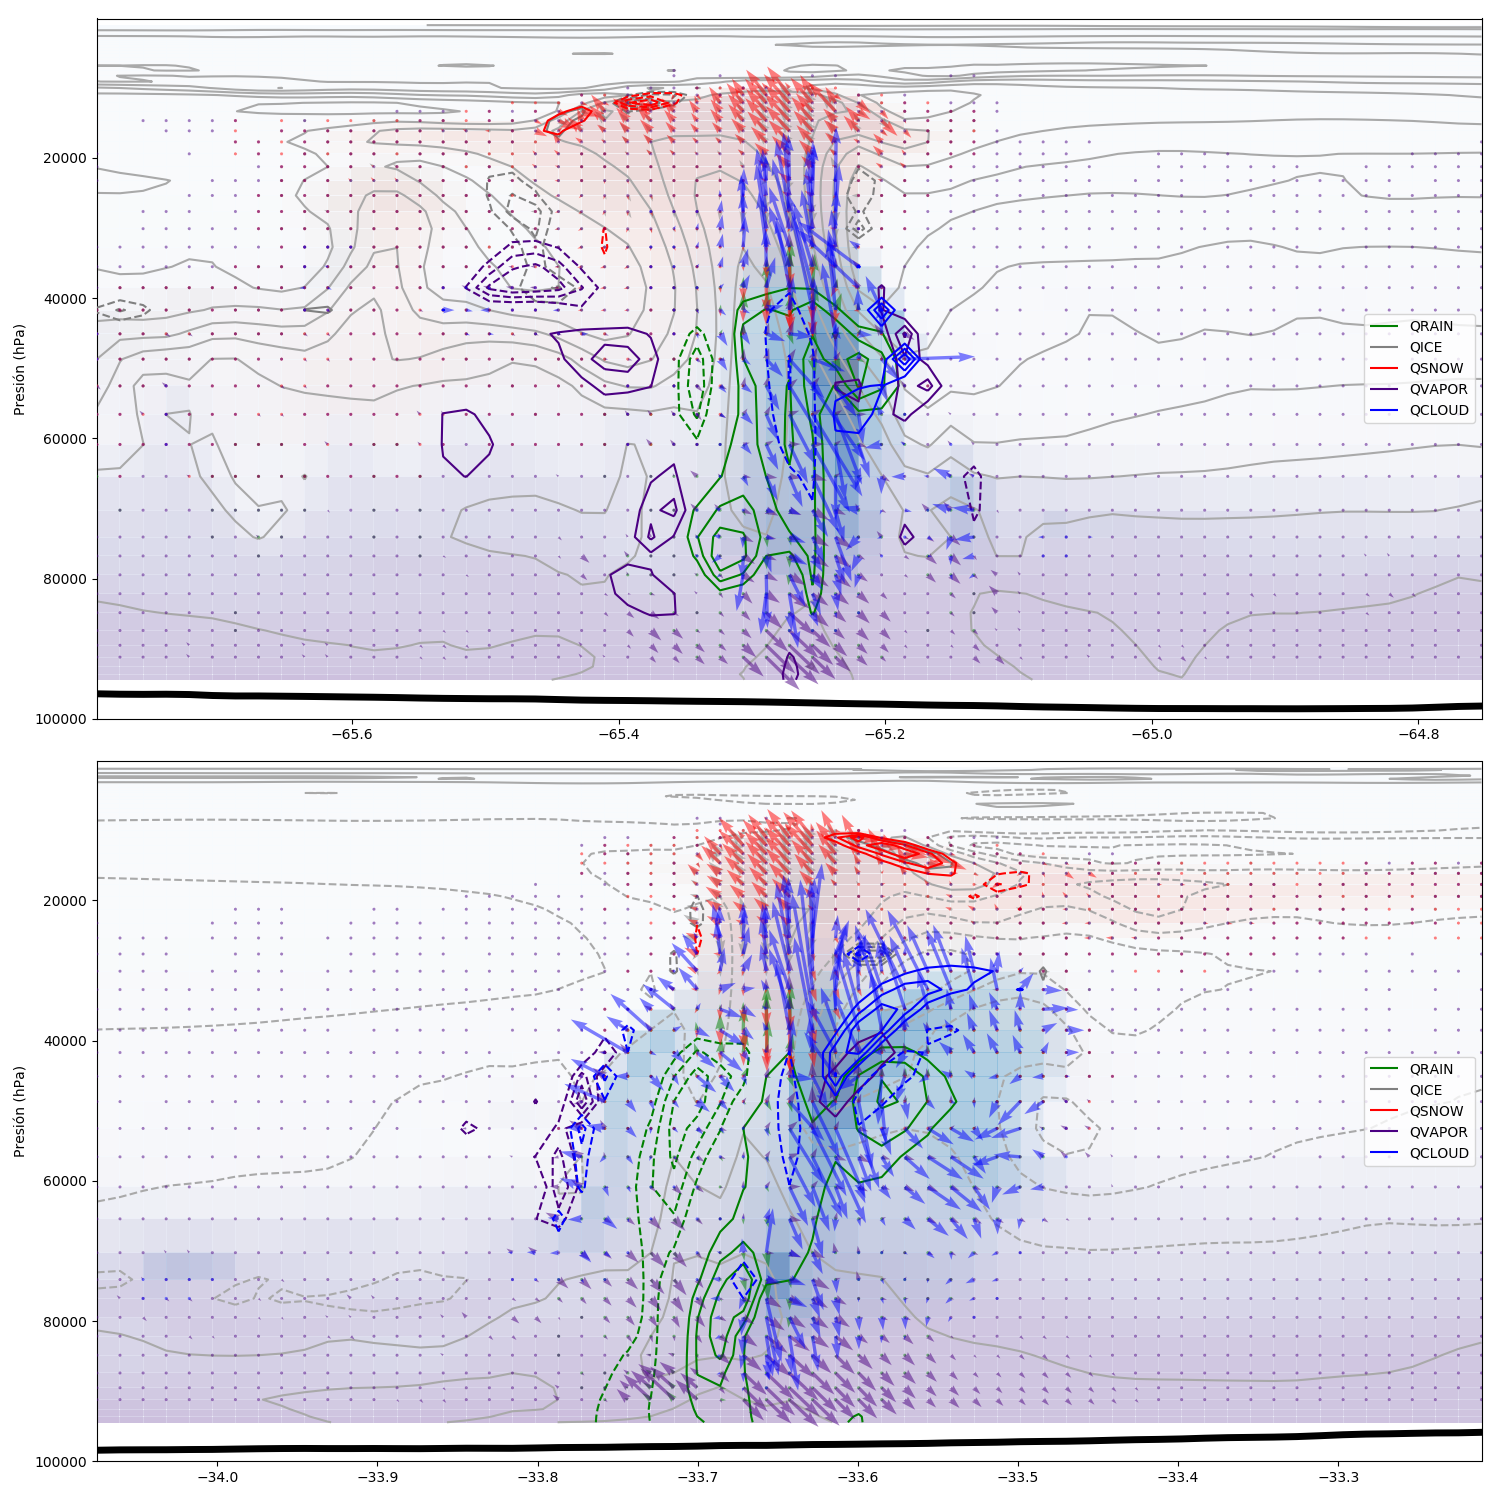 20000
40000
60000
80000
100000
Presión (hPa)
QRAIN
QICE
QSNOW
QVAPOR
QCLOUD
−65.6 −65.4 −65.2 −65.0 −64.8
20000
40000
60000
80000
100000
Presión (hPa)
QRAIN
QICE
QSNOW
QVAPOR
QCLOUD
−34.0 −33.9 −33.8 −33.7 −33.6 −33.5 −33.4 −33.3